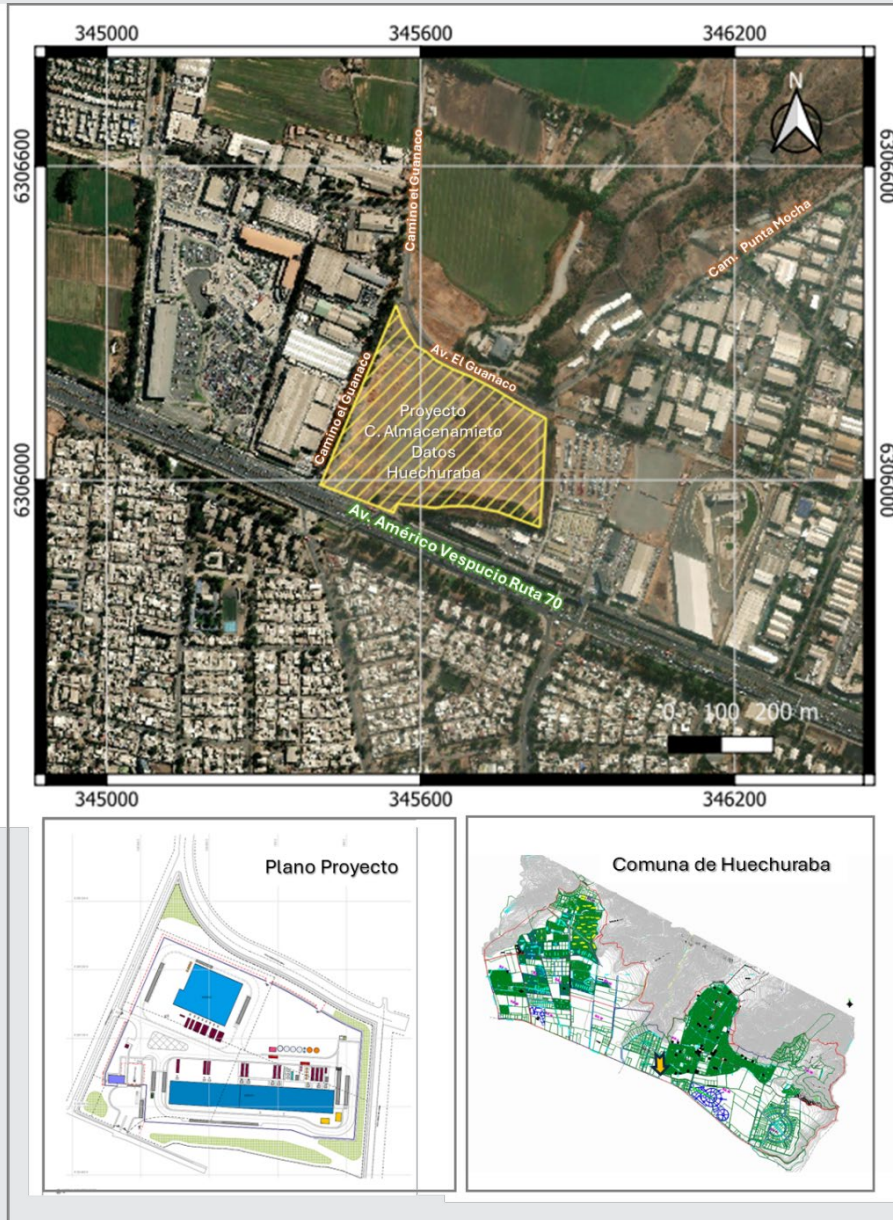 345000 345600 346200
N
6306600 6306600
Camino el Guanaco
Cam. Punta Mocha
Av. El Guanaco
Camino el Guanaco
Proyecto
C. Almacenamieto
Datos
Huechuraba
6306000 6306000
Av. Américo Vespucio Ruta 70
0 100 200 m
345000 345600 346200
Plano Proyecto
Comuna de Huechuraba